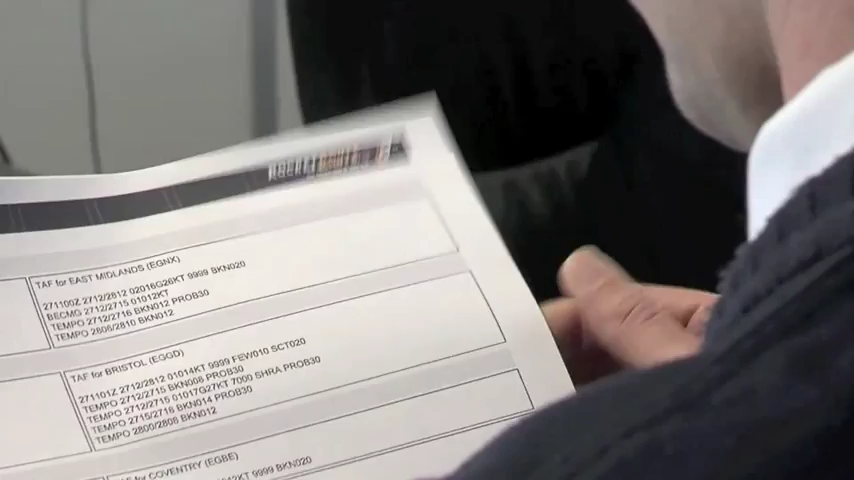 TAF for EAST MIDLANDS (EGNX)
271100Z 2712/2812 02016G26KT 9999 BKN020
BECMG 2712/2715 01012KT
TEMPO 2712/2716 BKN012 PROB30
TEMPO 2806/2810 BKN012
TAF for BRISTOL (EGGD)
271101Z 2712/2812 01014KT 9999 FEW010 SCT020
TEMPO 2712/2715 BKN008 PROB30
TEMPO 2712/2715 01017G27KT 7000 SHRA PROB30
TEMPO 2715/2718 BKN014 PROB30
TEMPO 2800/2808 BKN012
for COVENTRY (EGBE)
9999 BKN020